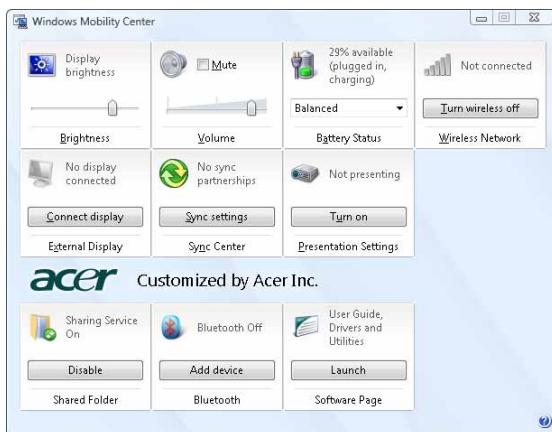 Windows Mobility Center
Display
brightness
Brightness
Mute
Volume
29% available
(plugged in,
charging)
Balanced
Battery Status
Not connected
Turn wireless off
Wireless Network
No display
connected
Connect display
External Display
No sync
partnerships
Sync settings
Sync Center
Not presenting
Turn on
Presentation Settings
acer Customized by Acer Inc.
Sharing Service
On
Disable
Shared Folder
Bluetooth Off
Add device
Bluetooth
User Guide,
Drivers and
Utilities
Launch
Software Page